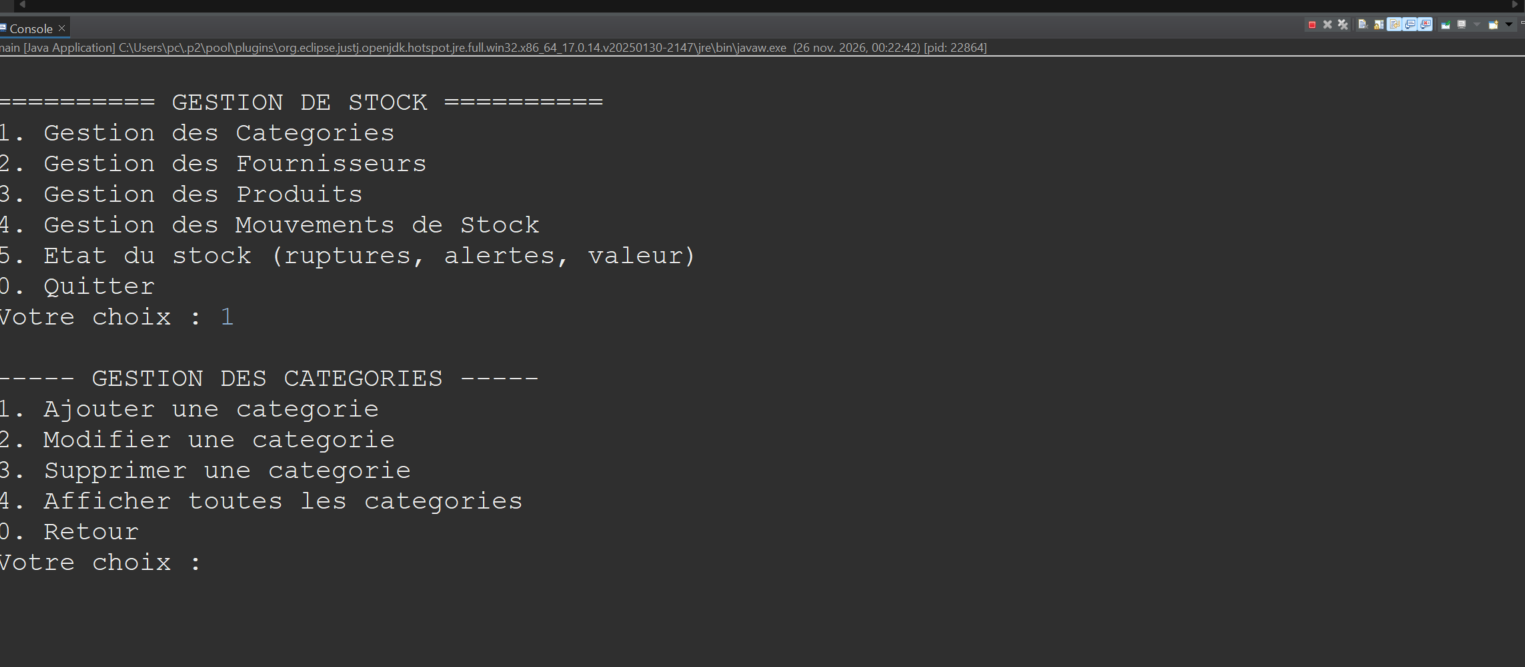 Console
main [Java Application] C:\Users\pc\.p2\pool\plugins\org.eclipse.justj.openjdk.hotspot.jre.full.win32.x86_64_17.0.14.v20250130-2147\jre\bin\javaw.exe (26 nov. 2026, 00:22:42) [pid: 22864]
========== GESTION DE STOCK ==========
1. Gestion des Categories
2. Gestion des Fournisseurs
3. Gestion des Produits
4. Gestion des Mouvements de Stock
5. Etat du stock (ruptures, alertes, valeur)
0. Quitter
Votre choix : 1
----- GESTION DES CATEGORIES -----
1. Ajouter une categorie
2. Modifier une categorie
3. Supprimer une categorie
4. Afficher toutes les categories
0. Retour
Votre choix :